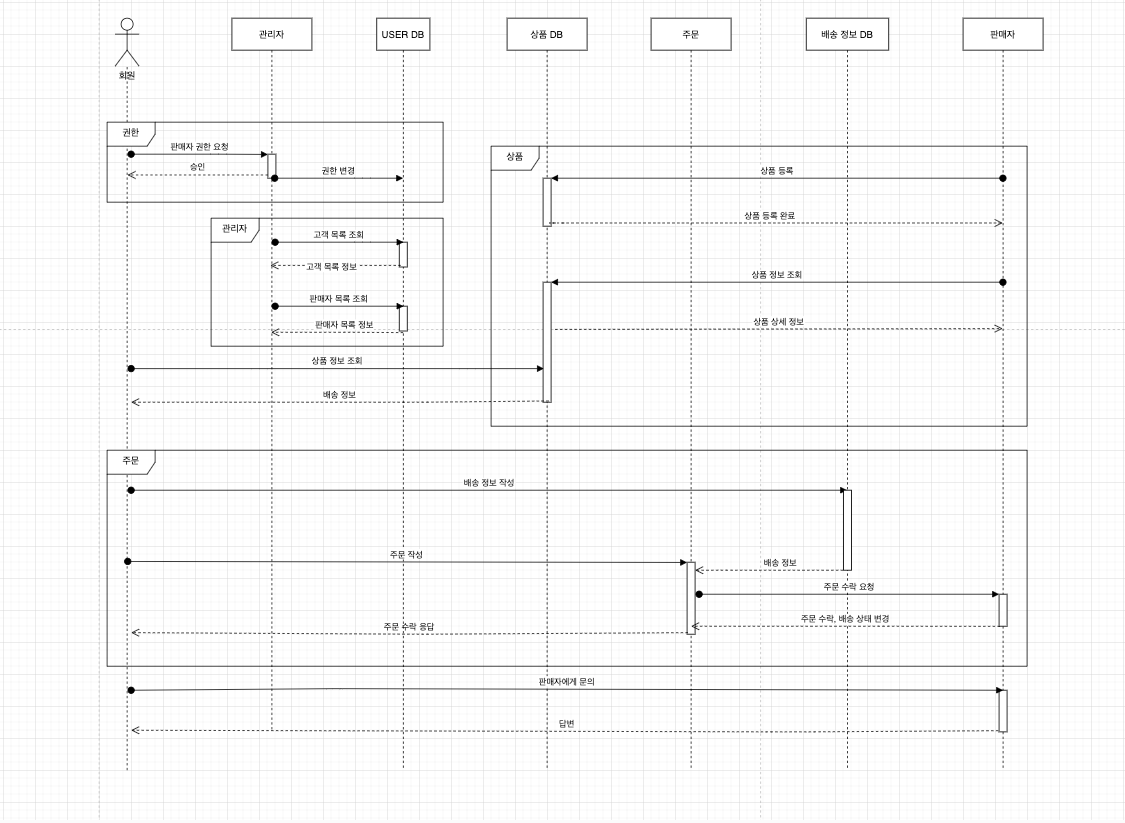 관리자
USER DB
상품 DB
주문
배송 정보 DB
판매자
회원
권한
판매자 권한 요청
승인
권한 변경
상품
상품 등록
상품 등록 완료
관리자
고객 목록 조회
고객 목록 정보
상품 정보 조회
판매자 목록 조회
판매자 목록 정보
상품 상세 정보
상품 정보 조회
배송 정보
주문
배송 정보 작성
주문 작성
배송 정보
주문 수락 요청
주문 수락, 배송 상태 변경
주문 수락 응답
판매자에게 문의
답변